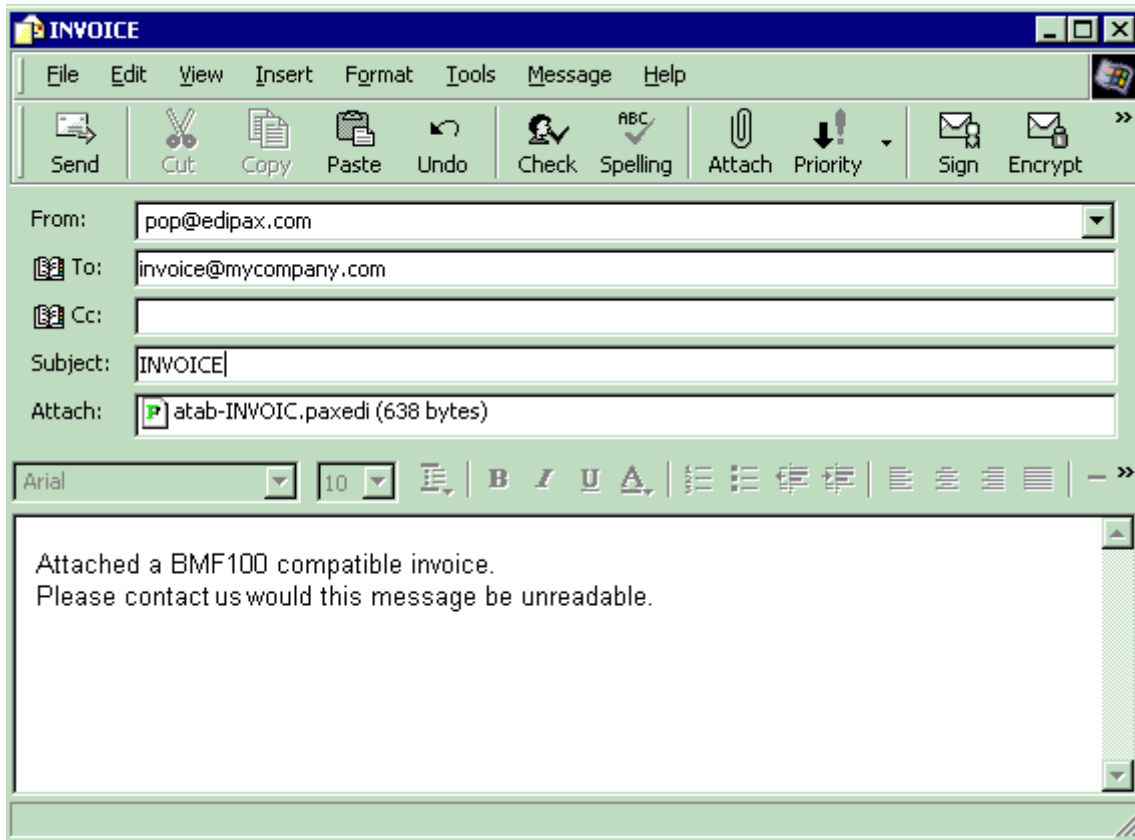 INVOICE
File Edit View Insert Format Tools Message Help
Send Cut Copy Paste Undo Check ABC Spelling Attach Priority Sign Encrypt
From: pop@edipax.com
To: invoice@mycompany.com
Cc:
Subject: INVOICE
Attach: P atab-INVOIC.paxedi (638 bytes)
Arial 10 B I U A
Attached a BMF100 compatible invoice.
Please contact us would this message be unreadable.